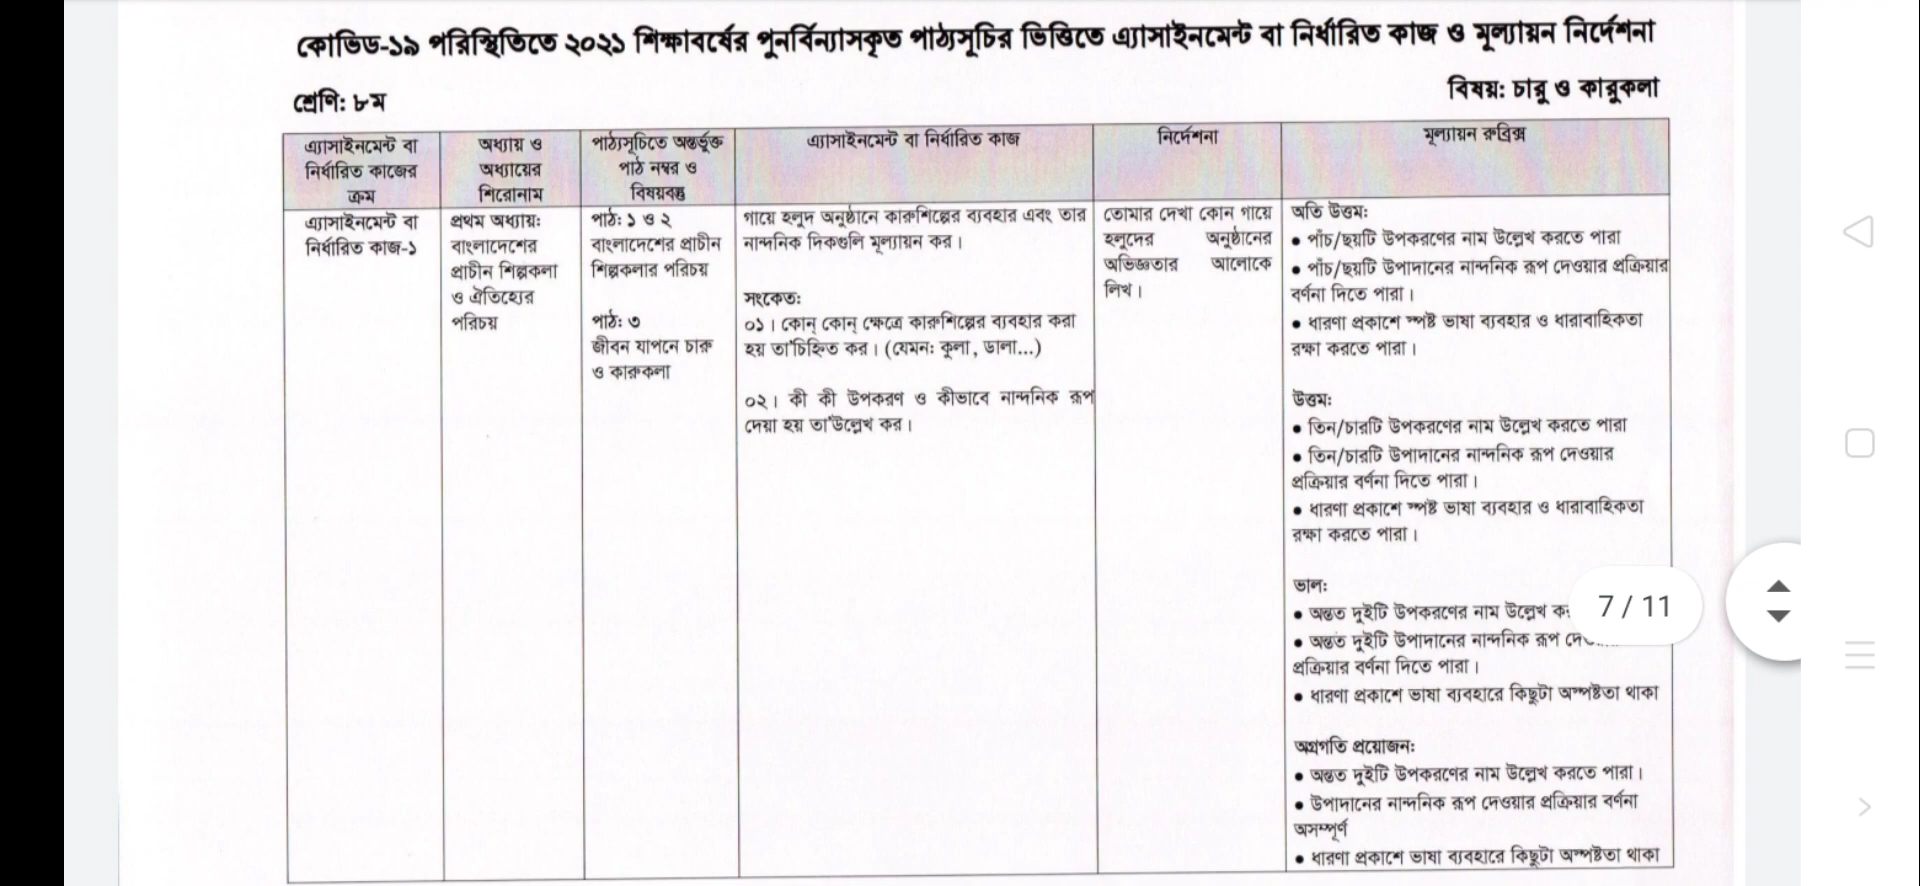 কোভিড-১৯ পরিস্থিতিতে ২০২১ শিক্ষাবর্ষের পুনর্বিন্যাসকৃত পাঠ্যসূচির ভিত্তিতে এ্যাসাইনমেন্ট বা নির্ধারিত কাজ ও মূল্যায়ন নির্দেশনা
বিষয়: চারু ও কারুকলা
শ্রেণি: ৮ম
এ্যাসাইনমেন্ট বা
নির্ধারিত কাজের
ক্রম
অধ্যায় ও
অধ্যায়ের
শিরোনাম
পাঠ্যসূচিতে অন্তর্ভুক্ত
পাঠ নম্বর ও
বিষয়বস্তু
এ্যাসাইনমেন্ট বা নির্ধারিত কাজ
নির্দেশনা
মূল্যায়ন রুব্রিক্স
এ্যাসাইনমেন্ট বা
নির্ধারিত কাজ-১
প্রথম অধ্যায়ঃ
বাংলাদেশের
প্রাচীন শিল্পকলা
ও ঐতিহ্যের
পরিচয়
পাঠঃ ১ ও ২
বাংলাদেশের প্রাচীন
শিল্পকলার পরিচয়
পাঠঃ ৩
জীবন যাপনে চারু
ও কারুকলা
গায়ে হলুদ অনুষ্ঠানে কারুশিল্পের ব্যবহার এবং তার
নান্দনিক দিকগুলি মূল্যায়ন কর।
সংকেতঃ
০১। কোন্ কোন্ ক্ষেত্রে কারুশিল্পের ব্যবহার করা
হয় তা'চিহ্নিত কর। (যেমনঃ কুলা, ডালা...)
০২। কী কী উপকরণ ও কীভাবে নান্দনিক রূপ
দেয়া হয় তা'উল্লেখ কর।
তোমার দেখা কোন গায়ে
হলুদের অনুষ্ঠানের
অভিজ্ঞতার আলোকে
লিখ।
অতি উত্তমঃ
• পাঁচ/ছয়টি উপকরণের নাম উল্লেখ করতে পারা
• পাঁচ/ছয়টি উপাদানের নান্দনিক রূপ দেওয়ার প্রক্রিয়ার
বর্ণনা দিতে পারা।
• ধারণা প্রকাশে স্পষ্ট ভাষা ব্যবহার ও ধারাবাহিকতা
রক্ষা করতে পারা।
উত্তমঃ
• তিন/চারটি উপকরণের নাম উল্লেখ করতে পারা
• তিন/চারটি উপাদানের নান্দনিক রূপ দেওয়ার
প্রক্রিয়ার বর্ণনা দিতে পারা।
• ধারণা প্রকাশে স্পষ্ট ভাষা ব্যবহার ও ধারাবাহিকতা
রক্ষা করতে পারা।
ভালঃ
• অন্তত দুইটি উপকরণের নাম উল্লেখ
• অন্তত দুইটি উপাদানের নান্দনিক রূপ
প্রক্রিয়ার বর্ণনা দিতে পারা।
• ধারণা প্রকাশে ভাষা ব্যবহারে কিছুটা অস্পষ্টতা থাকা
অগ্রগতি প্রয়োজনঃ
• অন্তত দুইটি উপকরণের নাম উল্লেখ করতে পারা।
• উপাদানের নান্দনিক রূপ দেওয়ার প্রক্রিয়ার বর্ণনা
অসম্পূর্ণ
• ধারণা প্রকাশে ভাষা ব্যবহারে কিছুটা অস্পষ্টতা থাকা
7 / 11